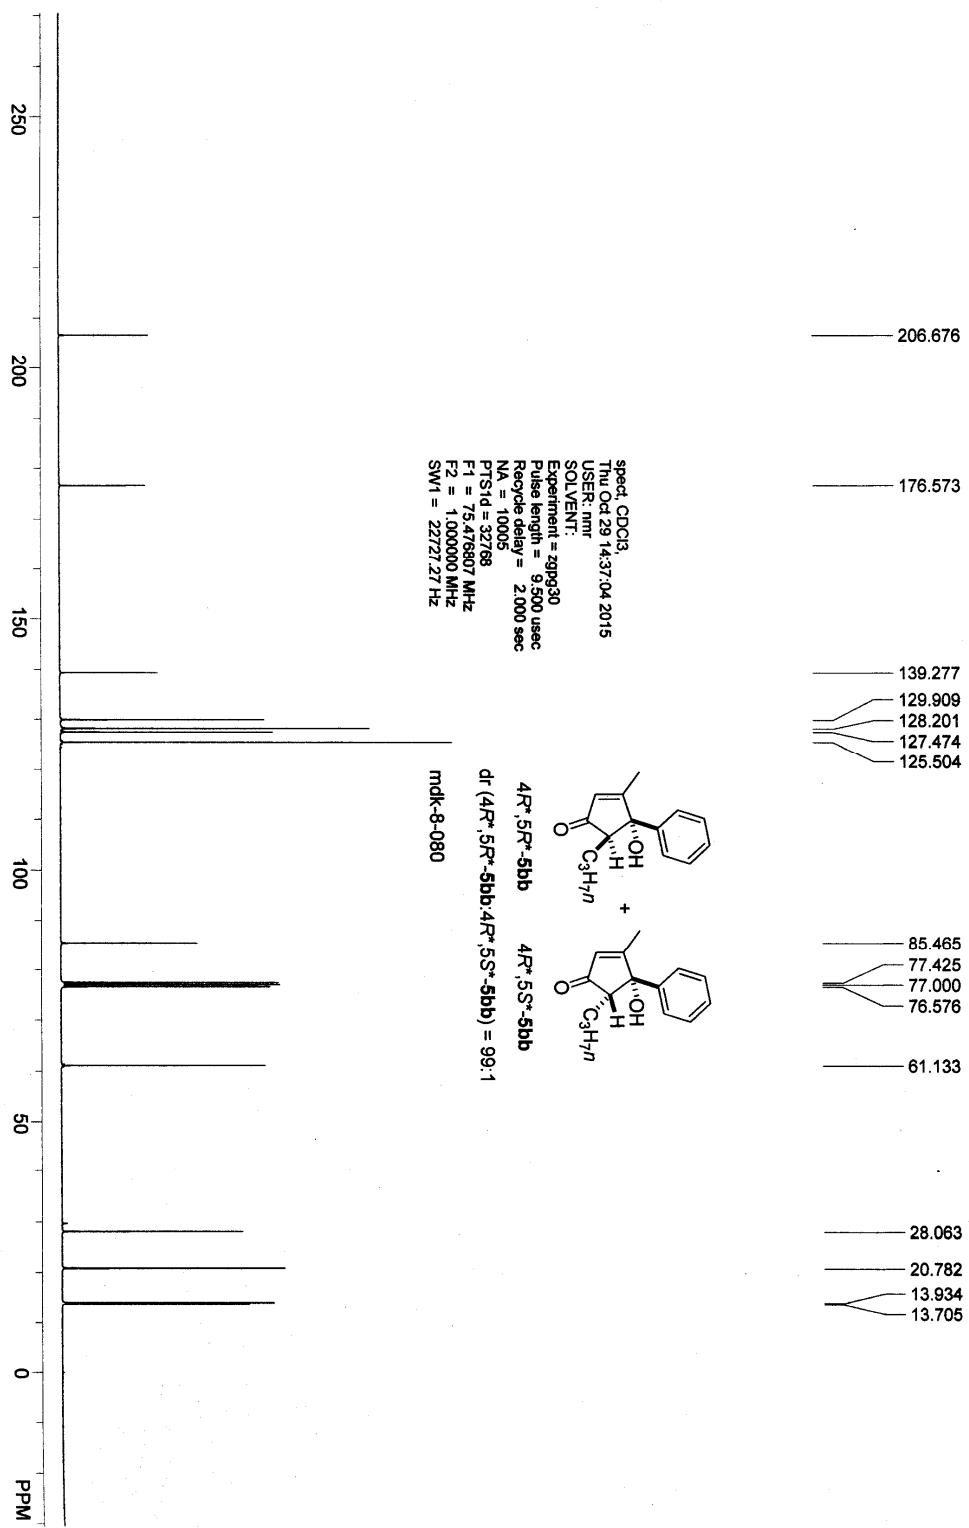 206.676
176.573
139.277
129.909
128.201
127.474
125.504
85.465
77.425
77.000
76.576
61.133
28.063
20.782
13.934
13.705
spect, CDCl3,
Thu Oct 29 14:37:04 2015
USER: nmr
SOLVENT:
Experiment = zgpg30
Pulse length = 9.500 usec
Recycle delay = 2.000 sec
NA = 10005
PTS1d = 32768
F1 = 75.476807 MHz
F2 = 1.000000 MHz
SW1 = 22727.27 Hz
OH
H
C3H7n
O
+
OH
H
C3H7n
O
4R*,5R*-5bb 4R*,5S*-5bb
dr (4R*,5R*-5bb:4R*,5S*-5bb) = 99:1
mdk-8-080
250 200 150 100 50 0 PPM